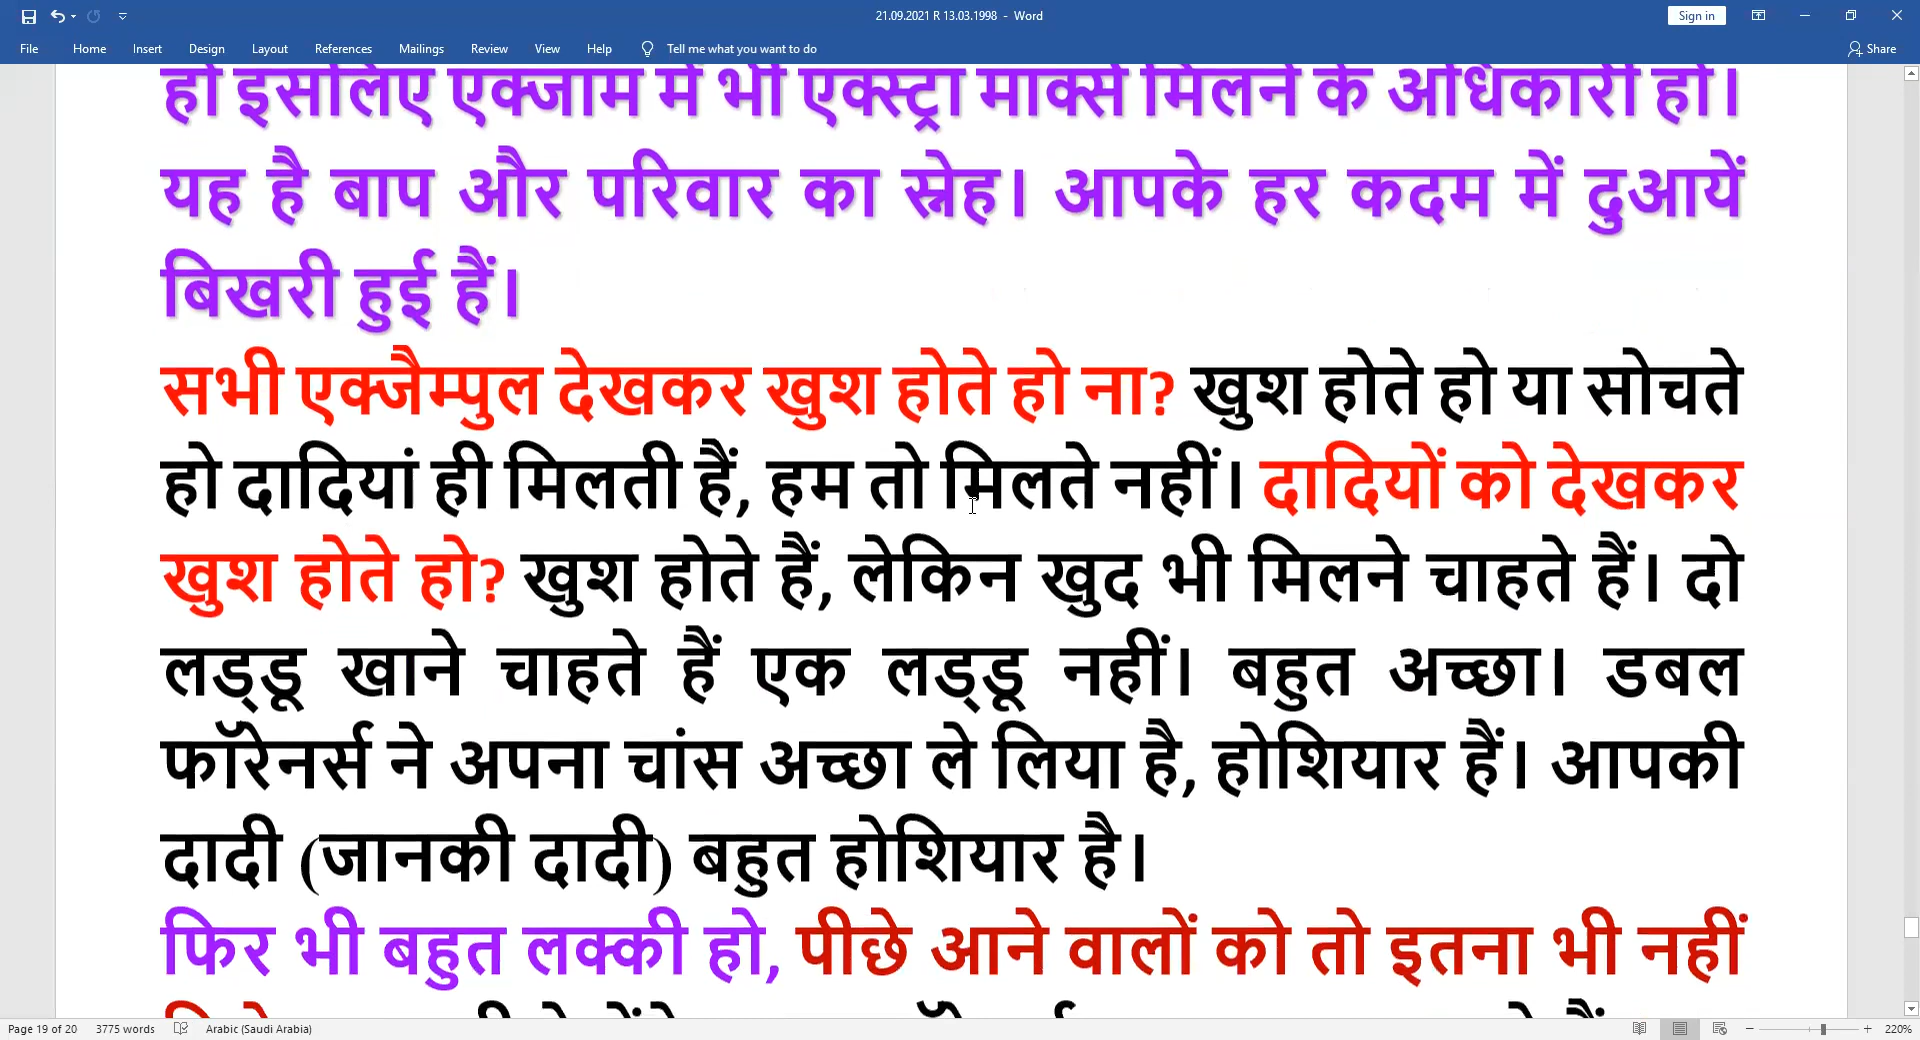 21.09.2021 R 13.03.1998 - Word
Sign in
File Home Insert Design Layout References Mailings Review View Help Tell me what you want to do Share
हो इसलिए एक्जाम में भी एक्स्ट्रा मार्क्स मिलने के अधिकारी हो।
यह है बाप और परिवार का स्नेह। आपके हर कदम में दुआयें
बिखरी हुई हैं।
सभी एक्जैम्पुल देखकर खुश होते हो ना? खुश होते हो या सोचते
हो दादियां ही मिलती हैं, हम तो मिलते नहीं। दादियों को देखकर
खुश होते हो? खुश होते हैं, लेकिन खुद भी मिलने चाहते हैं। दो
लड्डू खाने चाहते हैं एक लड्डू नहीं। बहुत अच्छा। डबल
फॉरेनर्स ने अपना चांस अच्छा ले लिया है, होशियार हैं। आपकी
दादी (जानकी दादी) बहुत होशियार है।
फिर भी बहुत लक्की हो, पीछे आने वालों को तो इतना भी नहीं
Page 19 of 20 3775 words Arabic (Saudi Arabia) 220%